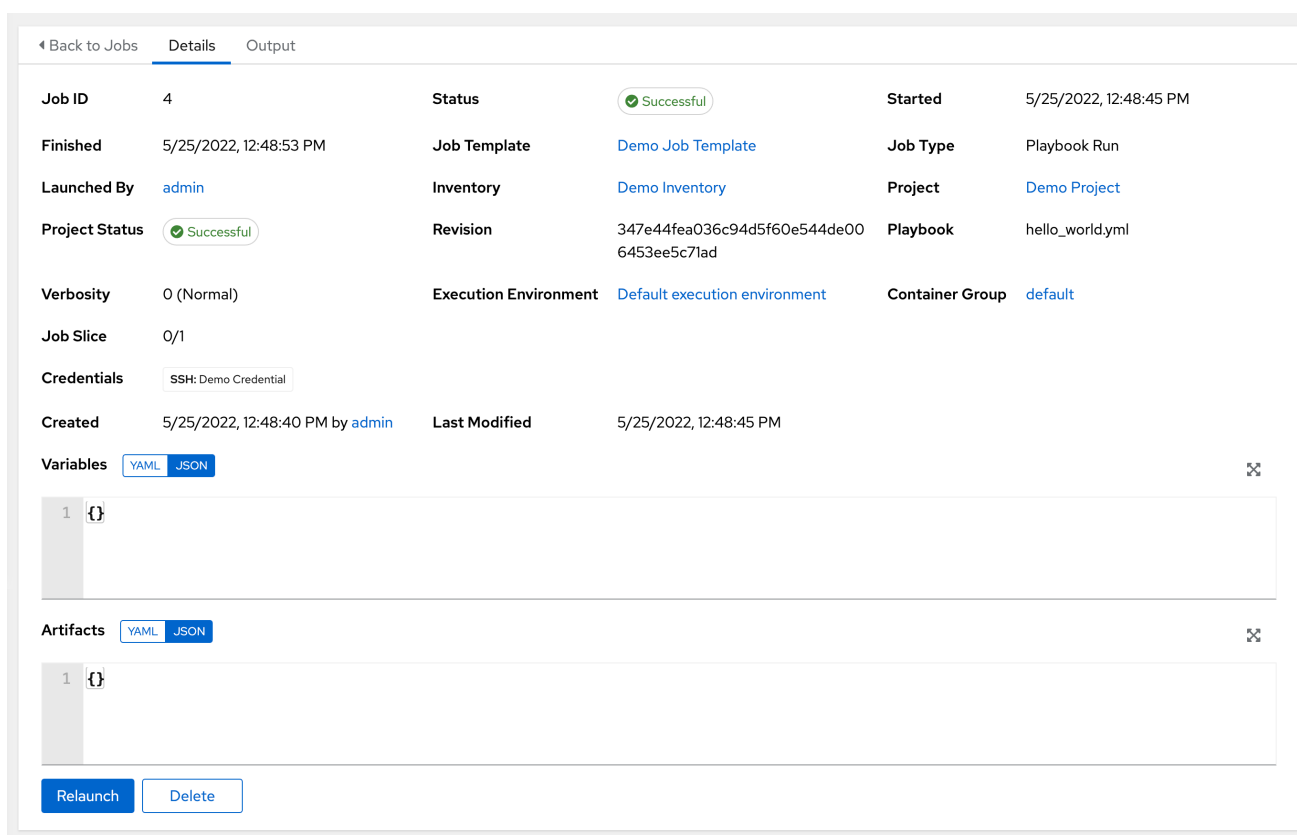 Back to Jobs Details Output
Job ID 4 Status Successful Started 5/25/2022, 12:48:45 PM
Finished 5/25/2022, 12:48:53 PM Job Template Demo Job Template Job Type Playbook Run
Launched By admin Inventory Demo Inventory Project Demo Project
Project Status Successful Revision 347e44fea036c94d5f60e544de00 Playbook hello_world.yml
6453ee5c71ad
Verbosity 0 (Normal) Execution Environment Default execution environment Container Group default
Job Slice 0/1
Credentials SSH: Demo Credential
Created 5/25/2022, 12:48:40 PM by admin Last Modified 5/25/2022, 12:48:45 PM
Variables YAML JSON
1 {}
Artifacts YAML JSON
1 {}
Relaunch Delete